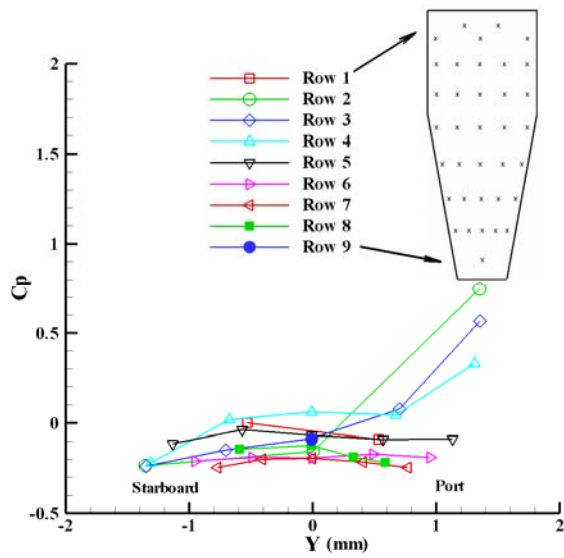 2
1.5
1
0.5
0
-0.5
Cp
Row 1
Row 2
Row 3
Row 4
Row 5
Row 6
Row 7
Row 8
Row 9
Starboard
Port
-2
-1
0
1
2
Y (mm)